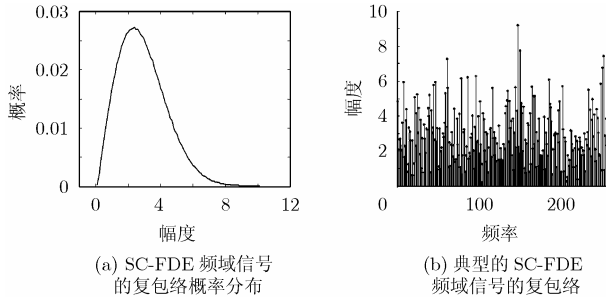 0.03
0.02
0.01
0
概率
0
4
8
12
幅度
(a) SC-FDE 频域信号
的复包络概率分布
10
8
6
4
2
0
幅度
100
200
频率
(b) 典型的 SC-FDE
频域信号的复包络